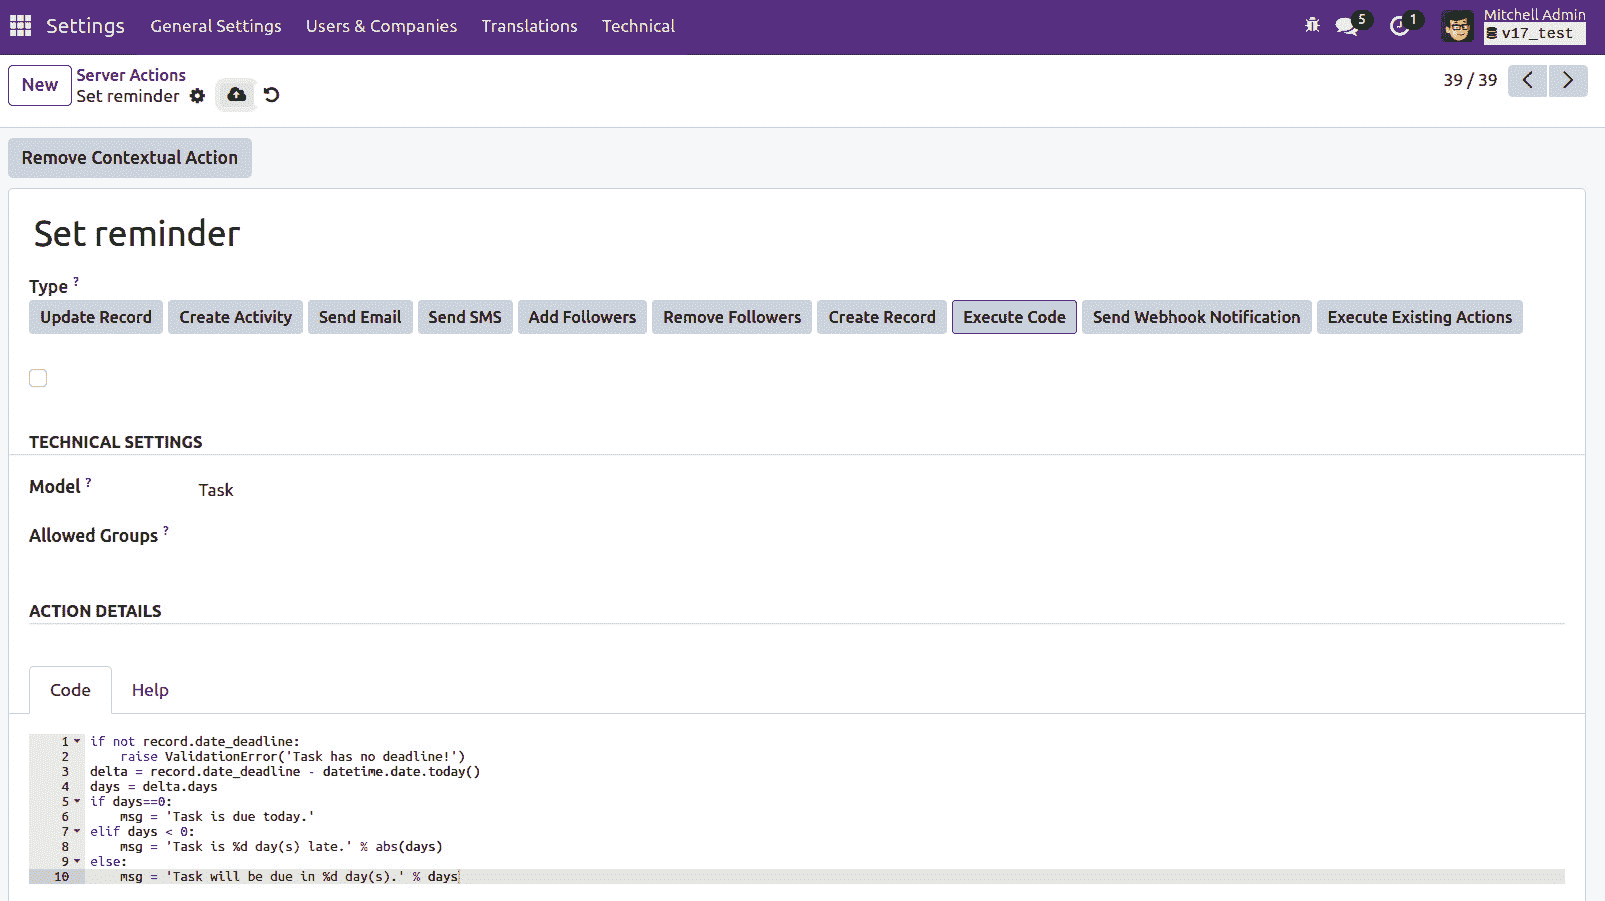 Settings General Settings Users & Companies Translations Technical 5 1 Mitchell Admin
v17_test
New Server Actions
Set reminder
39 / 39
Remove Contextual Action
Set reminder
Type ?
Update Record Create Activity Send Email Send SMS Add Followers Remove Followers Create Record Execute Code Send Webhook Notification Execute Existing Actions
TECHNICAL SETTINGS
Model ? Task
Allowed Groups ?
ACTION DETAILS
Code Help
1 if not record.date_deadline:
2 raise ValidationError('Task has no deadline!')
3 delta = record.date_deadline - datetime.date.today()
4 days = delta.days
5 if days==0:
6 msg = 'Task is due today.'
7 elif days < 0:
8 msg = 'Task is %d day(s) late.' % abs(days)
9 else:
10 msg = 'Task will be due in %d day(s).' % days